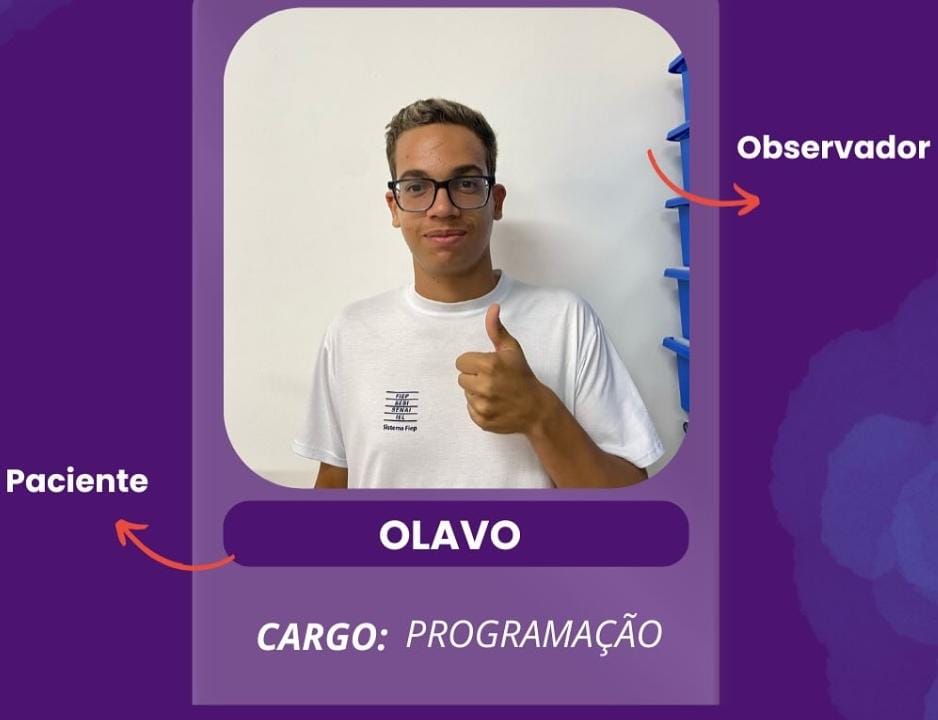 Observador
FIEP
SESI
SENAI
IEL
Sistema Fiep
Paciente
OLAVO
CARGO: PROGRAMAÇÃO